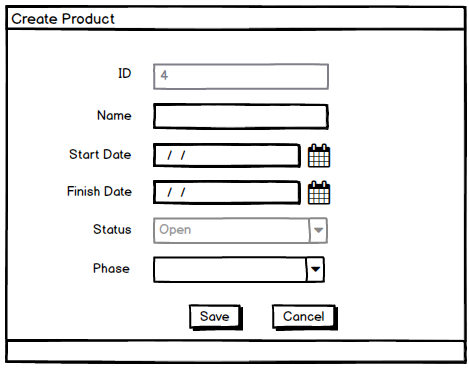 Create Product
ID 4
Name
Start Date / /
Finish Date / /
Status Open
Phase
Save Cancel